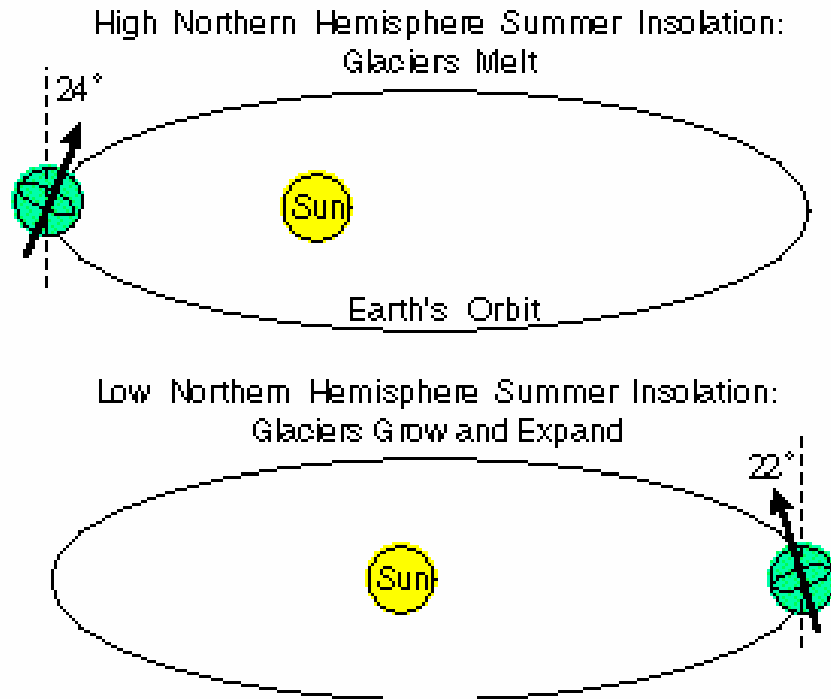 High Northern Hemisphere Summer Insolation:
Glaciers Melt
24°
Sun
Earth's Orbit
Low Northern Hemisphere Summer Insolation:
Glaciers Grow and Expand
22°
Sun